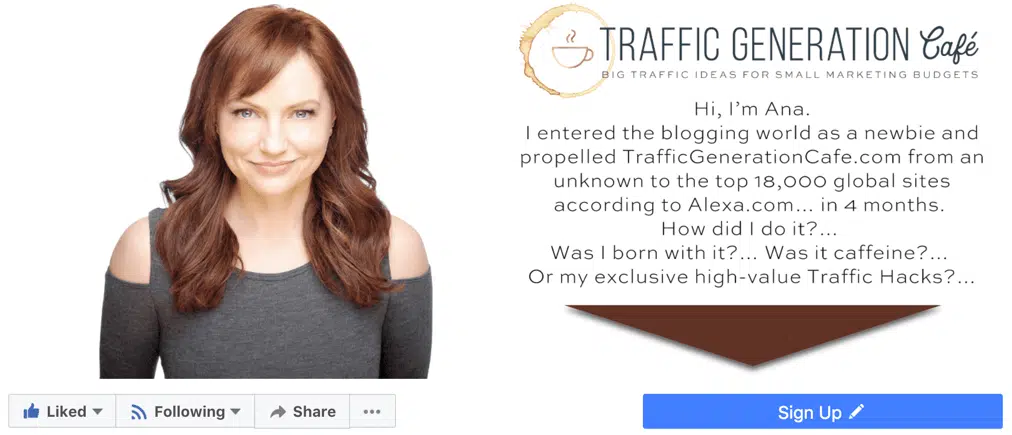 TRAFFIC GENERATION Café
BIG TRAFFIC IDEAS FOR SMALL MARKETING BUDGETS
Hi, I’m Ana.
I entered the blogging world as a newbie and
propelled TrafficGenerationCafe.com from an
unknown to the top 18,000 global sites
according to Alexa.com... in 4 months.
How did I do it?...
Was I born with it?... Was it caffeine?...
Or my exclusive high-value Traffic Hacks?...
Liked Following Share Sign Up